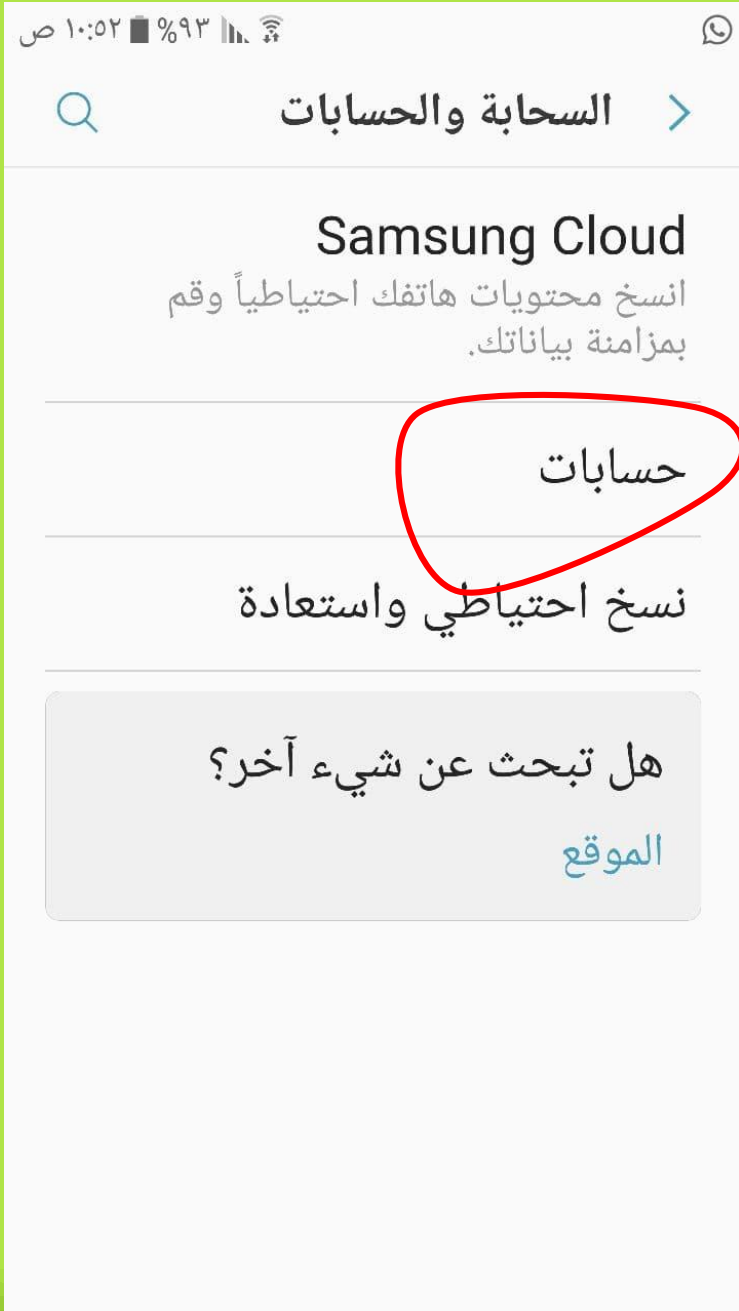 ١٠:٥٢ ص %٩٣
السحابة والحسابات
Samsung Cloud
انسخ محتويات هاتفك احتياطياً وقم
بمزامنة بياناتك.
حسابات
نسخ احتياطي واستعادة
هل تبحث عن شيء آخر؟
الموقع